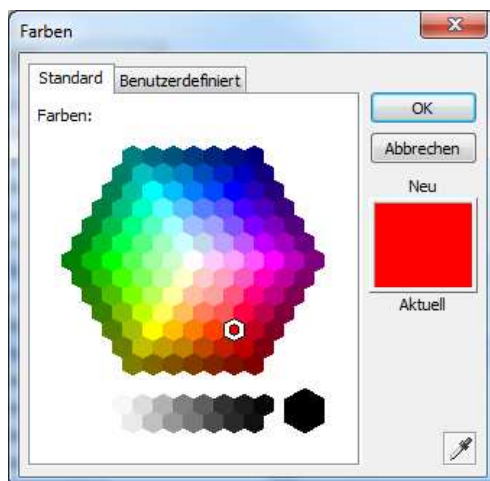 Farben
Standard
Benutzerdefiniert
Farben:
OK
Abbrechen
Neu
Aktuell